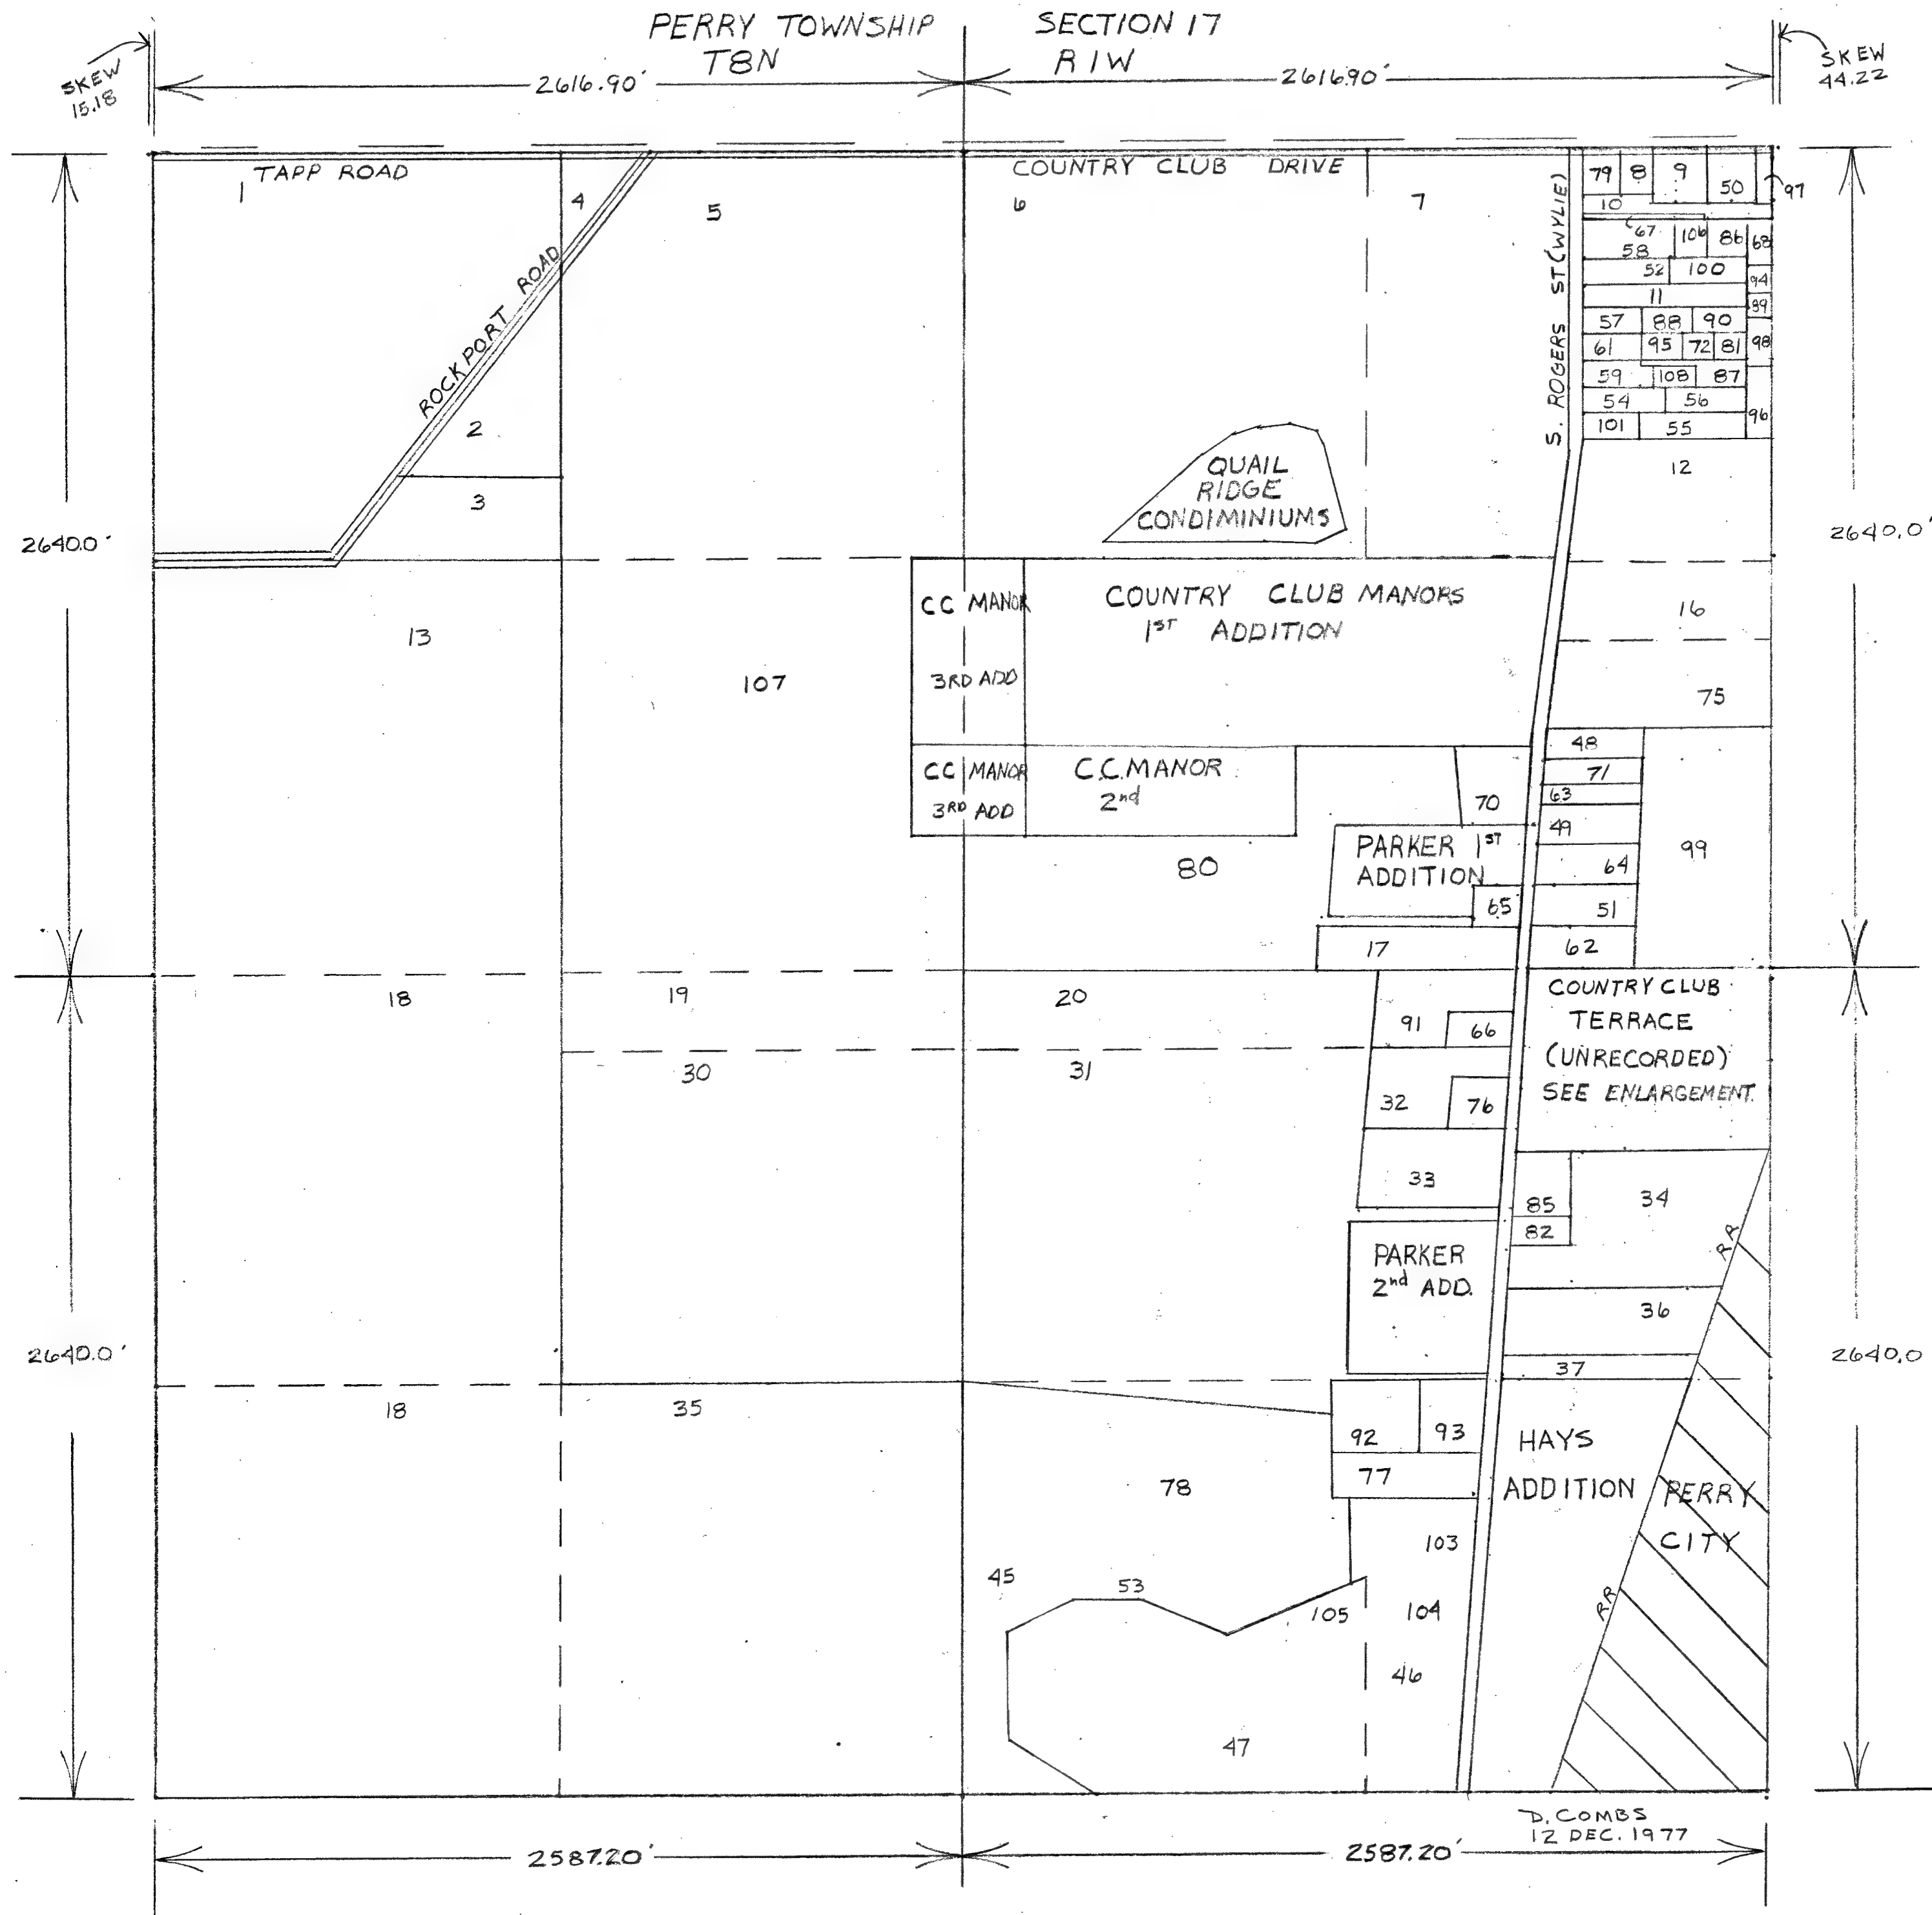 PERRY TOWNSHIP SECTION 17
T8N R1W
SKEW
15.18
2616.90'
2616.90'
SKEW
44.22
TAPP ROAD
COUNTRY CLUB DRIVE
1
4
5
6
7
S. ROGERS ST (WYLIE)
79
8
9
50
97
10
67
58
106
86
68
52
100
94
11
89
57
88
90
61
95
72
81
98
59
108
87
54
56
96
101
55
12
ROCKPORT ROAD
2
3
QUAIL
RIDGE
CONDIMINIUMS
2640.0'
2640.0'
13
107
CC MANOR
3RD ADD
COUNTRY CLUB MANORS
1ST ADDITION
16
75
CC MANOR
3RD ADD
C.C. MANOR
2nd
70
48
71
63
49
64
51
62
99
80
PARKER 1ST
ADDITION
65
17
18
19
20
30
31
91
66
32
76
33
COUNTRY CLUB
TERRACE
(UNRECORDED)
SEE ENLARGEMENT.
85
82
34
RR
PARKER
2nd ADD.
36
37
2640.0'
2640.0
18
35
92
93
77
78
HAYS
ADDITION
PERRY
CITY
103
45
53
105
104
RR
46
47
D. COMBS
12 DEC. 1977
2587.20'
2587.20'